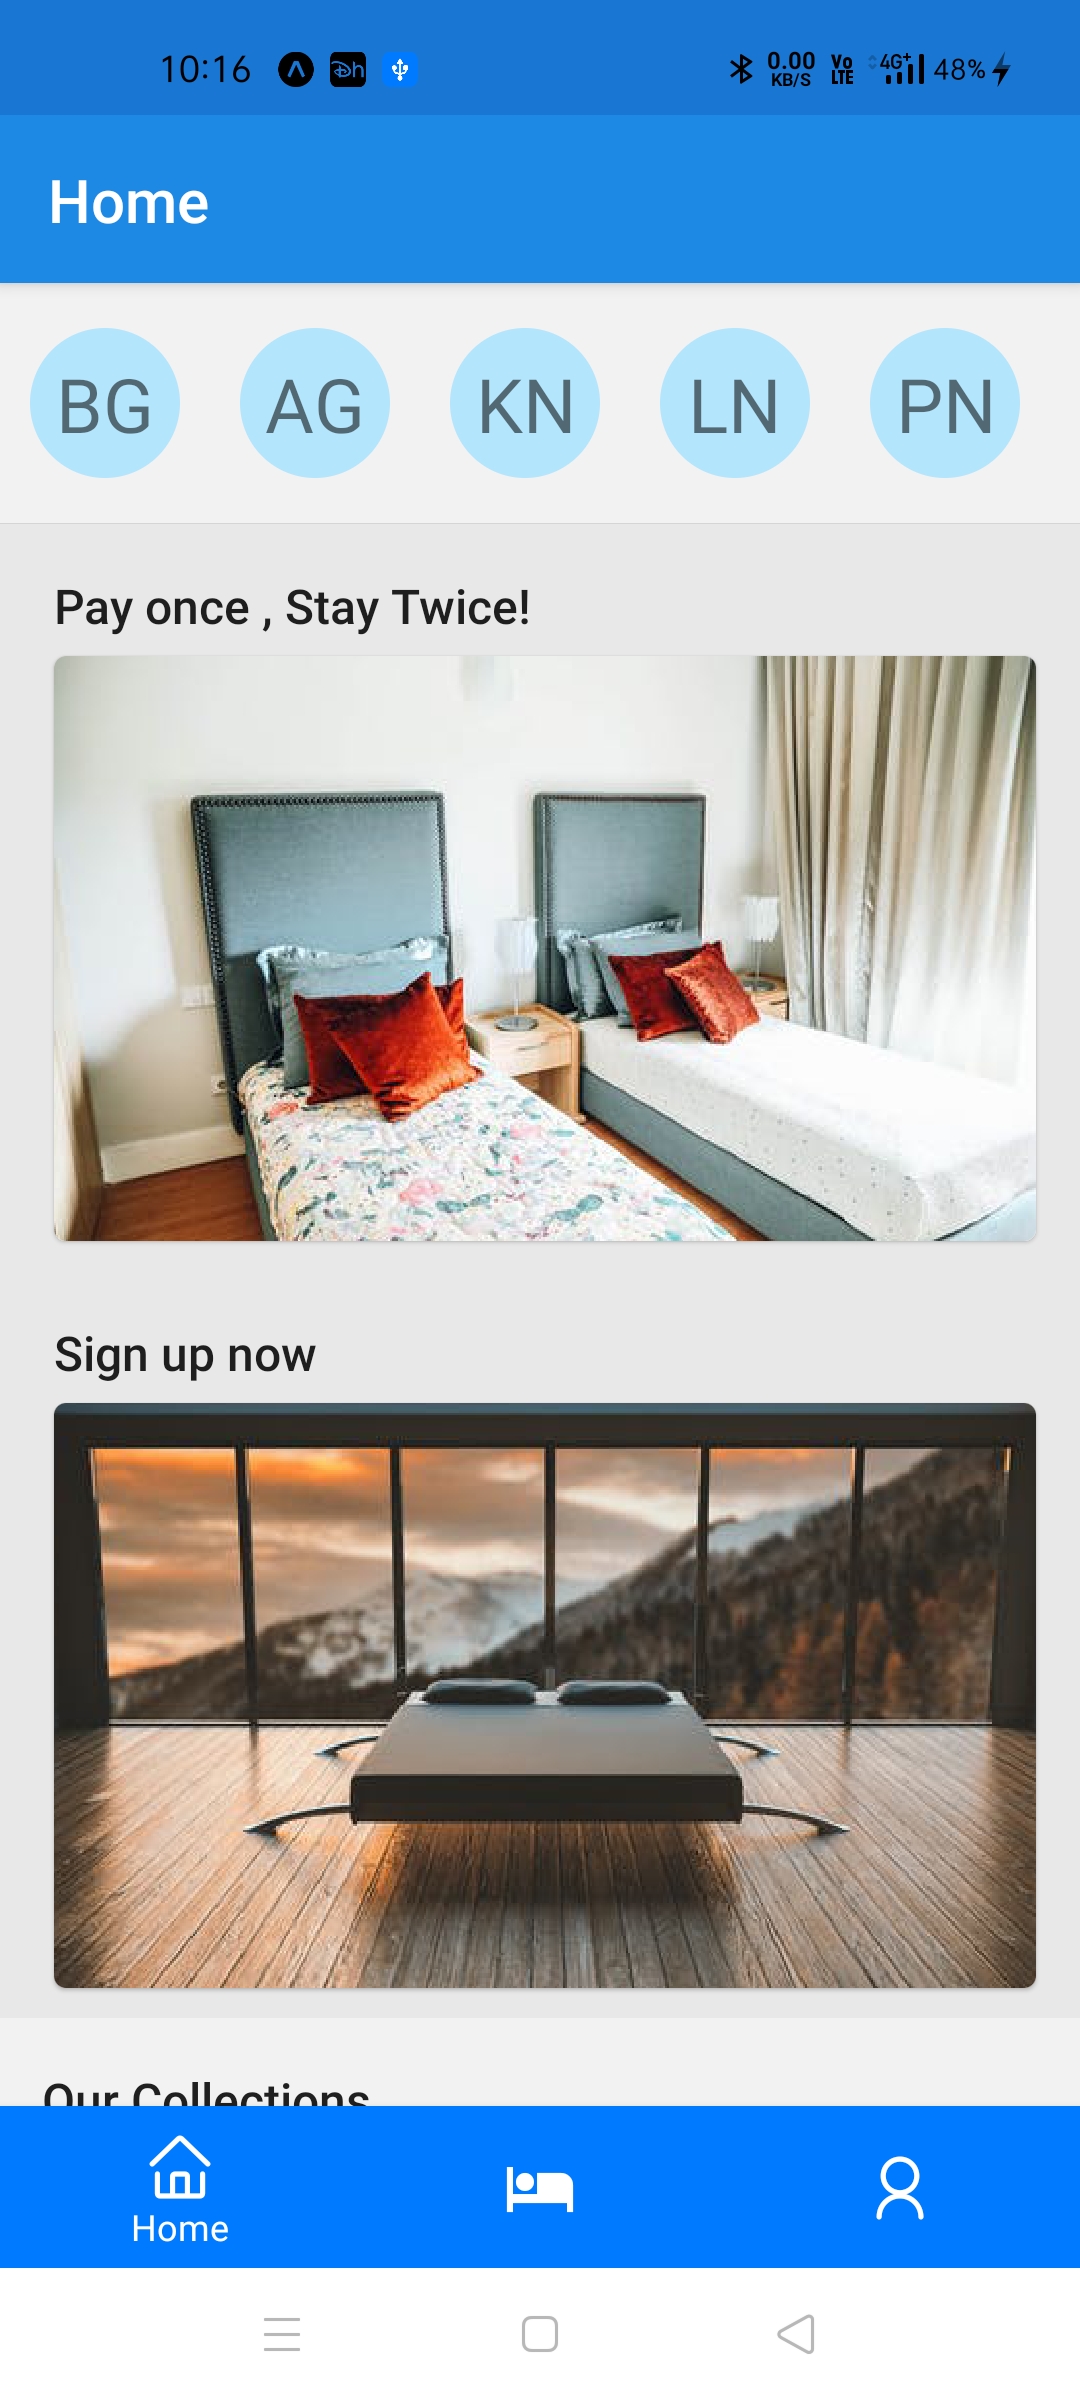 10:16 Dh 0.00 KB/S Vo LTE 4G+ 48%
Home
BG AG KN LN PN
Pay once , Stay Twice!
Sign up now
Our Collections
Home